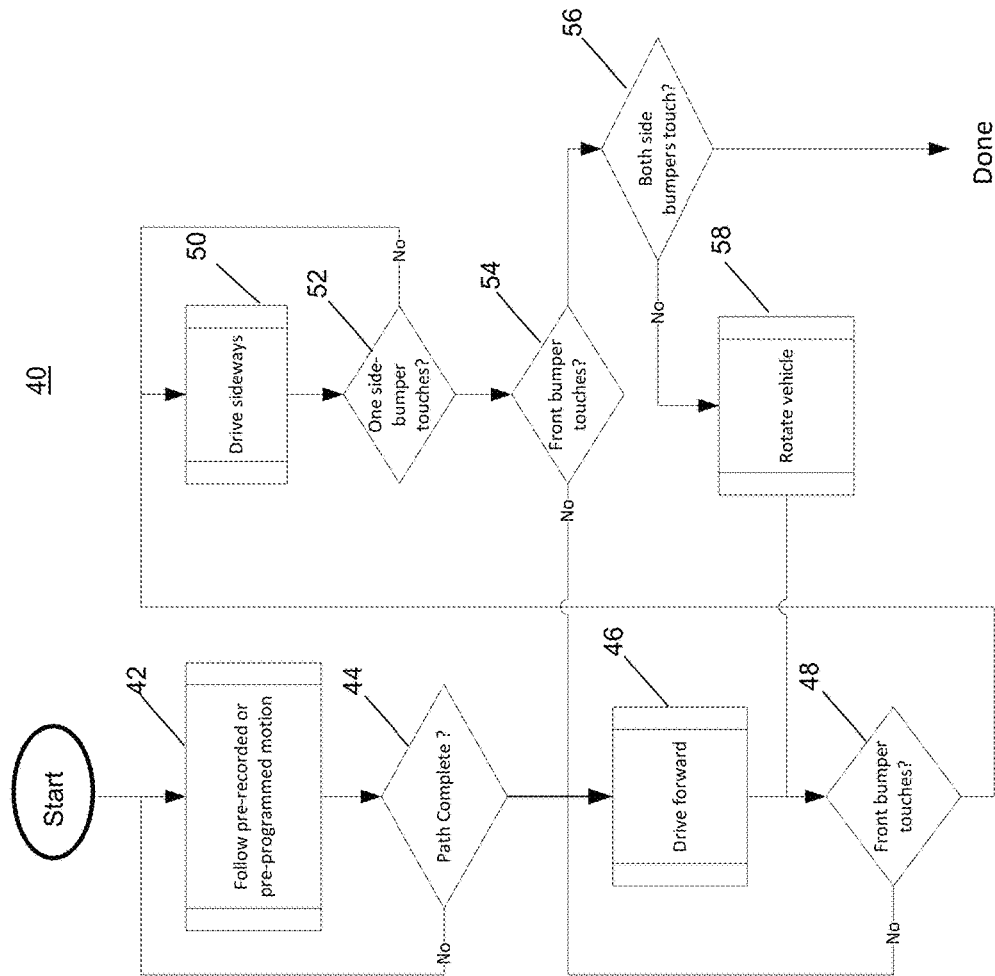 40
Start
42
Follow pre-recorded or
pre-programmed motion
44
Path Complete ?
No
46
Drive forward
48
Front bumper
touches?
No
50
Drive sideways
52
One side-
bumper
touches?
No
54
Front bumper
touches?
No
56
Both side
bumpers touch?
No
58
Rotate vehicle
Done